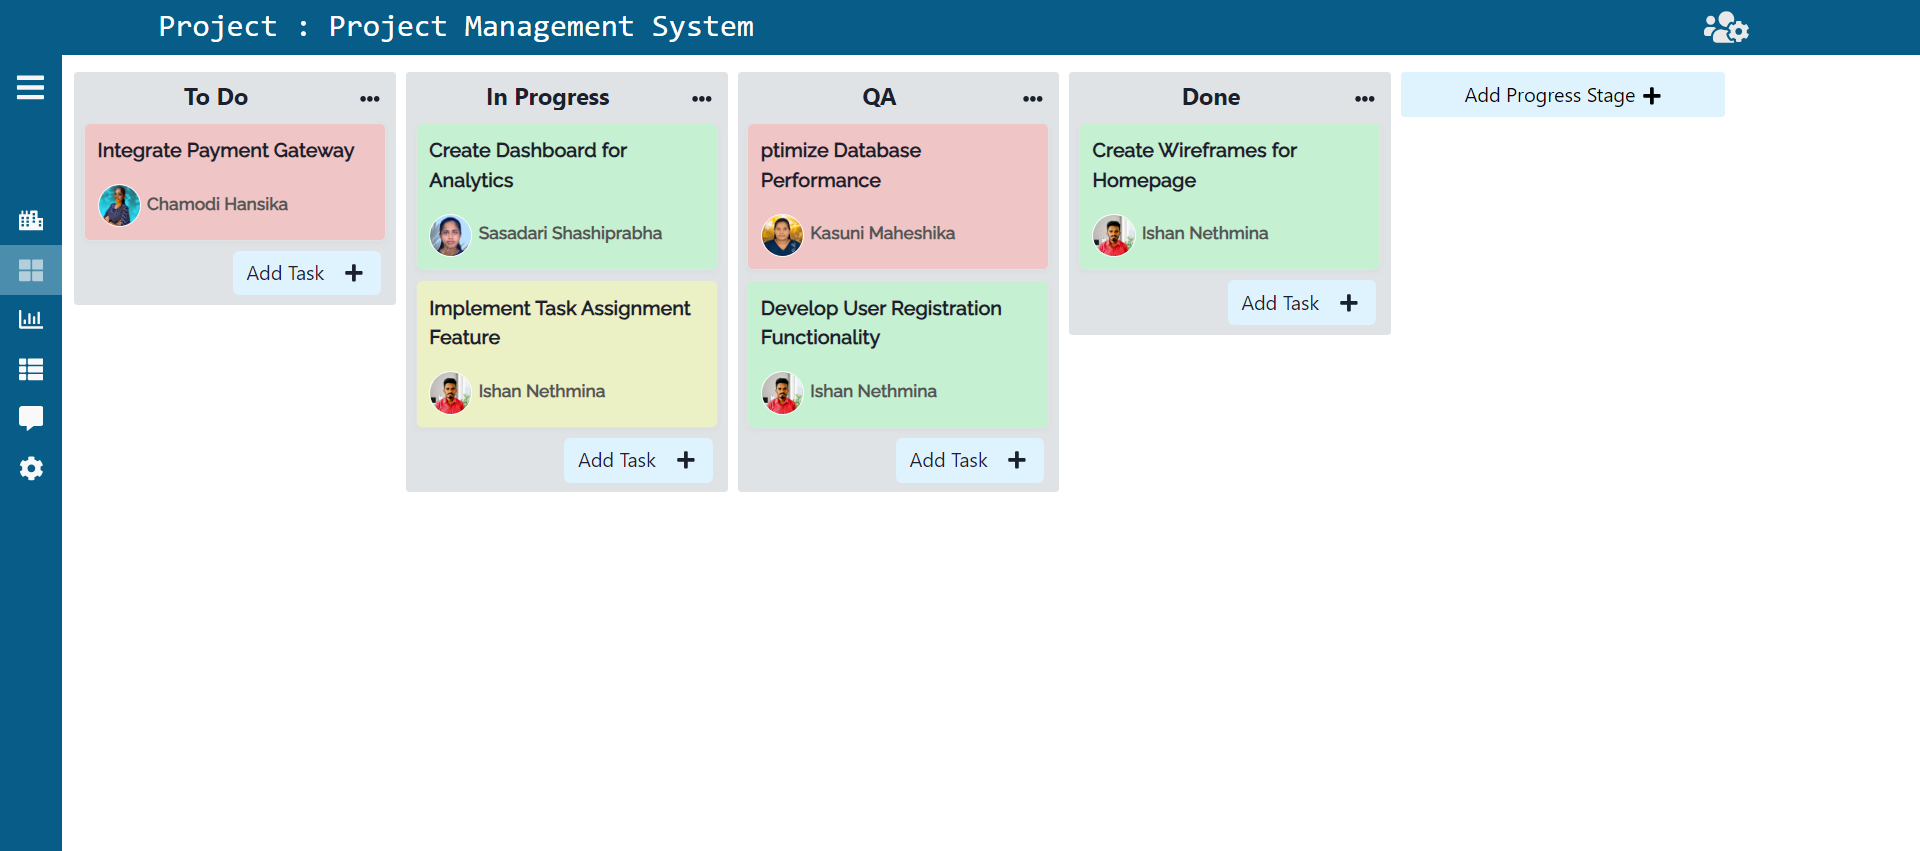 Project : Project Management System
To Do
Integrate Payment Gateway
Chamodi Hansika
Add Task
In Progress
Create Dashboard for
Analytics
Sasadari Shashiprabha
Implement Task Assignment
Feature
Ishan Nethmina
Add Task
QA
ptimize Database
Performance
Kasuni Maheshika
Develop User Registration
Functionality
Ishan Nethmina
Add Task
Done
Create Wireframes for
Homepage
Ishan Nethmina
Add Task
Add Progress Stage